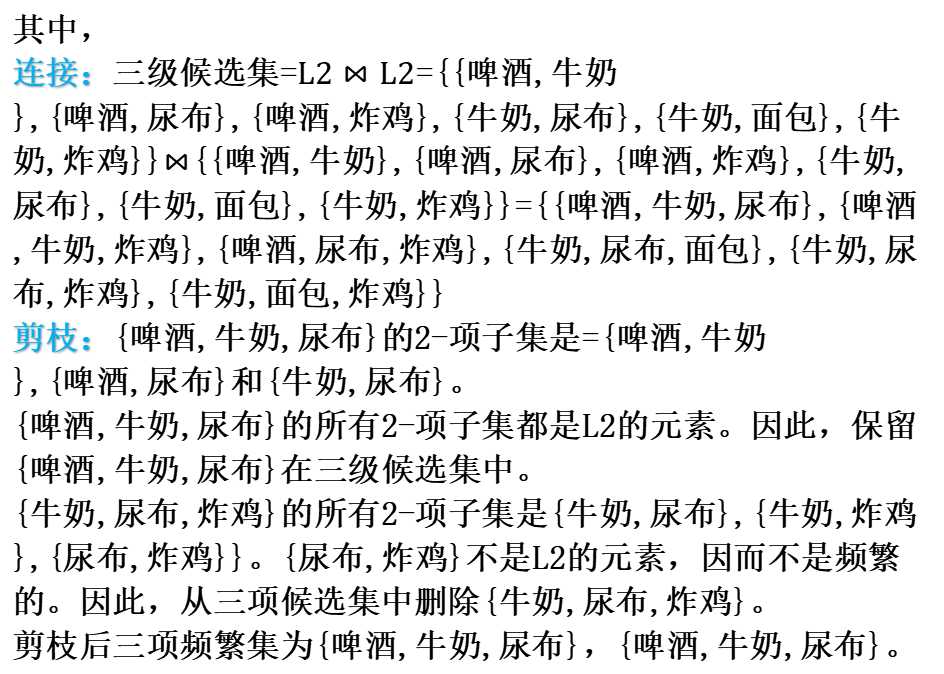 其中，
连接：三级候选集=L2 ⋈ L2={{啤酒,牛奶
},{啤酒,尿布},{啤酒,炸鸡},{牛奶,尿布},{牛奶,面包},{牛
奶,炸鸡}}⋈{{啤酒,牛奶},{啤酒,尿布},{啤酒,炸鸡},{牛奶,
尿布},{牛奶,面包},{牛奶,炸鸡}}={{啤酒,牛奶,尿布},{啤酒
,牛奶,炸鸡},{啤酒,尿布,炸鸡},{牛奶,尿布,面包},{牛奶,尿
布,炸鸡},{牛奶,面包,炸鸡}}
剪枝：{啤酒,牛奶,尿布}的2-项子集是={啤酒,牛奶
},{啤酒,尿布}和{牛奶,尿布}。
{啤酒,牛奶,尿布}的所有2-项子集都是L2的元素。因此，保留
{啤酒,牛奶,尿布}在三级候选集中。
{牛奶,尿布,炸鸡}的所有2-项子集是{牛奶,尿布},{牛奶,炸鸡
},{尿布,炸鸡}}。{尿布,炸鸡}不是L2的元素，因而不是频繁
的。因此，从三项候选集中删除{牛奶,尿布,炸鸡}。
剪枝后三项频繁集为{啤酒,牛奶,尿布}，{啤酒,牛奶,尿布}。